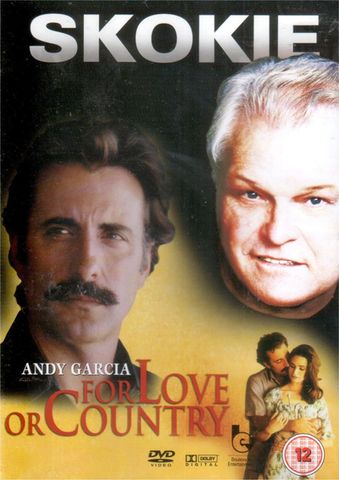 SKOKIE
ANDY GARCIA
FOR LOVE
OR COUNTRY
DVD
VIDEO
DOLBY
DIGITAL
12